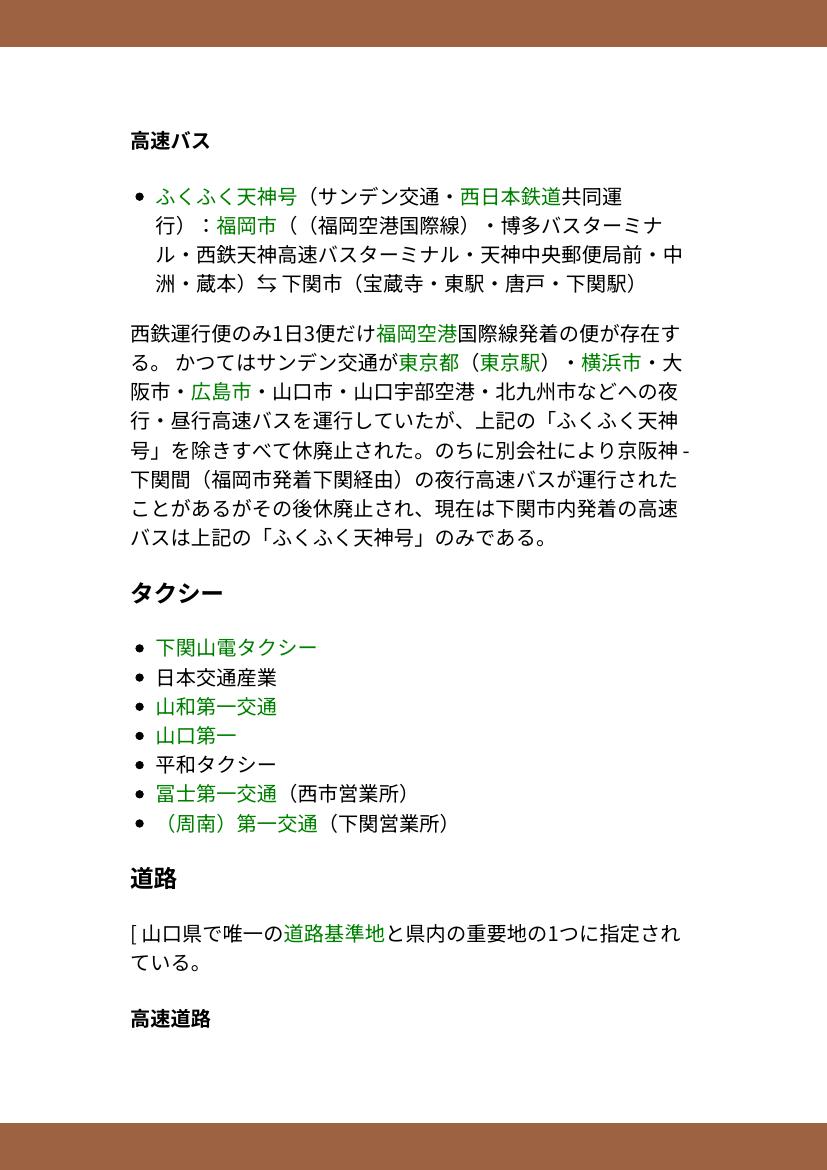 高速バス
ふくふく天神号（サンデン交通・西日本鉄道共同運
行）：福岡市（（福岡空港国際線）・博多バスターミナ
ル・西鉄天神高速バスターミナル・天神中央郵便局前・中
洲・蔵本）⇆ 下関市（宝蔵寺・東駅・唐戸・下関駅）
西鉄運行便のみ1日3便だけ福岡空港国際線発着の便が存在す
る。 かつてはサンデン交通が東京都（東京駅）・横浜市・大
阪市・広島市・山口市・山口宇部空港・北九州市などへの夜
行・昼行高速バスを運行していたが、上記の「ふくふく天神
号」を除きすべて休廃止された。のちに別会社により京阪神 -
下関間（福岡市発着下関経由）の夜行高速バスが運行された
ことがあるがその後休廃止され、現在は下関市内発着の高速
バスは上記の「ふくふく天神号」のみである。
タクシー
下関山電タクシー
日本交通産業
山和第一交通
山口第一
平和タクシー
冨士第一交通（西市営業所）
（周南）第一交通（下関営業所）
道路
[ 山口県で唯一の道路基準地と県内の重要地の1つに指定され
ている。
高速道路